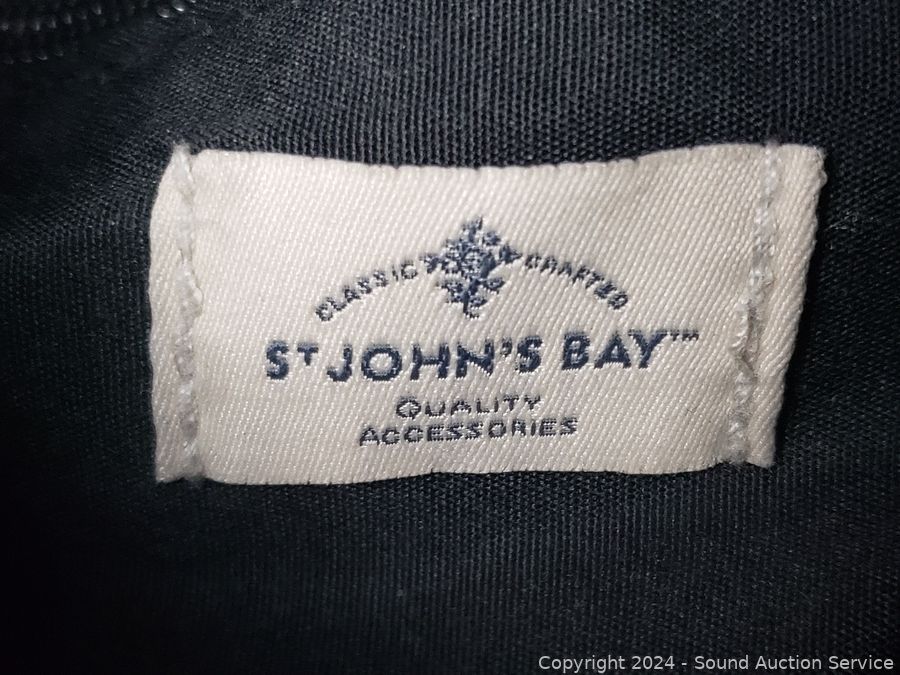 CLASSIC CRAFTED
ST JOHN'S BAY™
QUALITY
ACCESSORIES
Copyright 2024 - Sound Auction Service